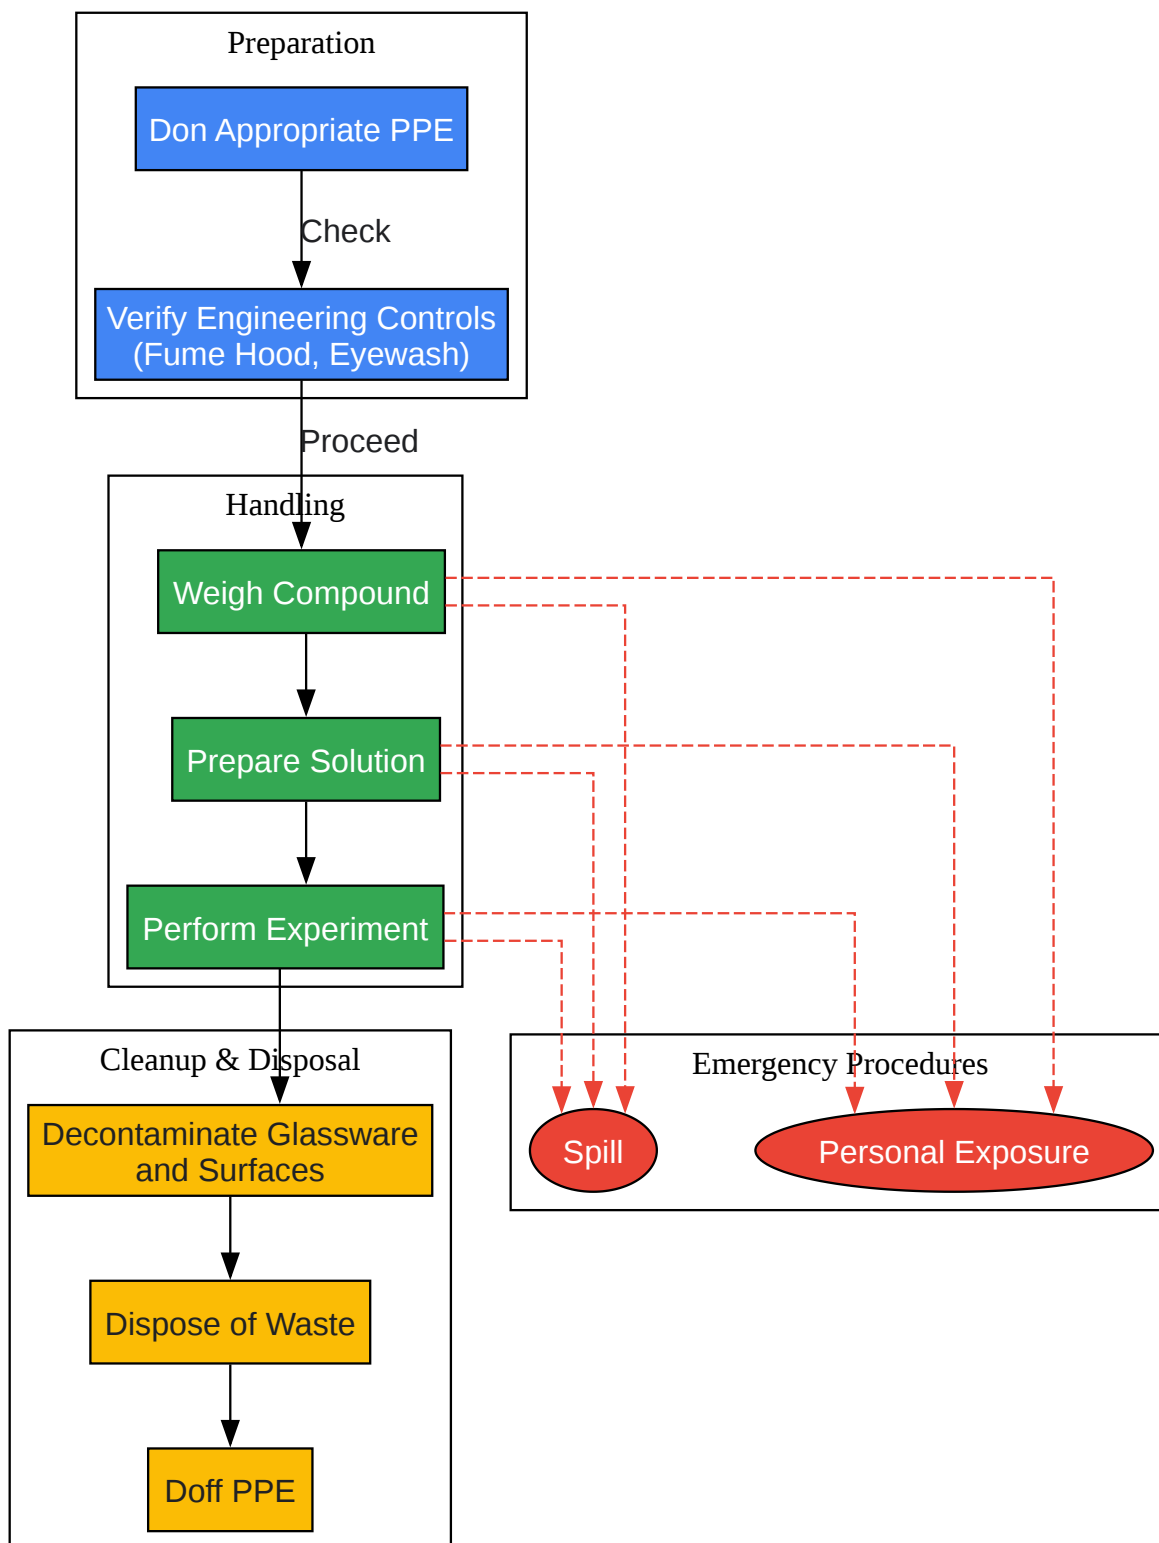 Preparation
Don Appropriate PPE
Check
Verify Engineering Controls
(Fume Hood, Eyewash)
Proceed
Handling
Weigh Compound
Prepare Solution
Perform Experiment
Cleanup & Disposal
Decontaminate Glassware
and Surfaces
Dispose of Waste
Doff PPE
Emergency Procedures
Spill
Personal Exposure